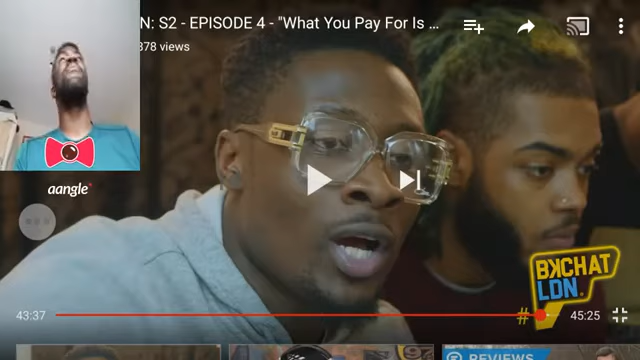 N: S2 - EPISODE 4 - "What You Pay For Is ...
378 views
aangle
BKCHAT
LDN.
43:37
#
45:25
REVIEWS